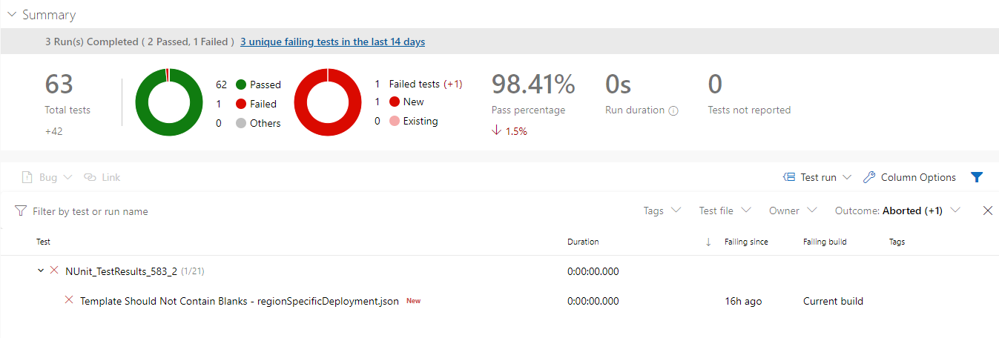 Summary
3 Run(s) Completed ( 2 Passed, 1 Failed ) 3 unique failing tests in the last 14 days
63
Total tests
+42
62 Passed
1 Failed
0 Others
1 Failed tests (+1)
1 New
0 Existing
98.41%
Pass percentage
1.5%
0s
Run duration
0
Tests not reported
Bug Link Test run Column Options
Filter by test or run name Tags Test file Owner Outcome: Aborted (+1)
Test Duration Failing since Failing build Tags
NUnit_TestResults_583_2 (1/21) 0:00:00.000
Template Should Not Contain Blanks - regionSpecificDeployment.json New 0:00:00.000 16h ago Current build